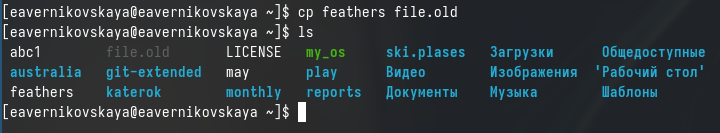 [eavernikovskaya@eavernikovskaya ~]$ cp feathers file.old
[eavernikovskaya@eavernikovskaya ~]$ ls
abc1 file.old LICENSE my_os ski.plases Загрузки Общедоступные
australia git-extended may play Видео Изображения 'Рабочий стол'
feathers katerok monthly reports Документы Музыка Шаблоны
[eavernikovskaya@eavernikovskaya ~]$